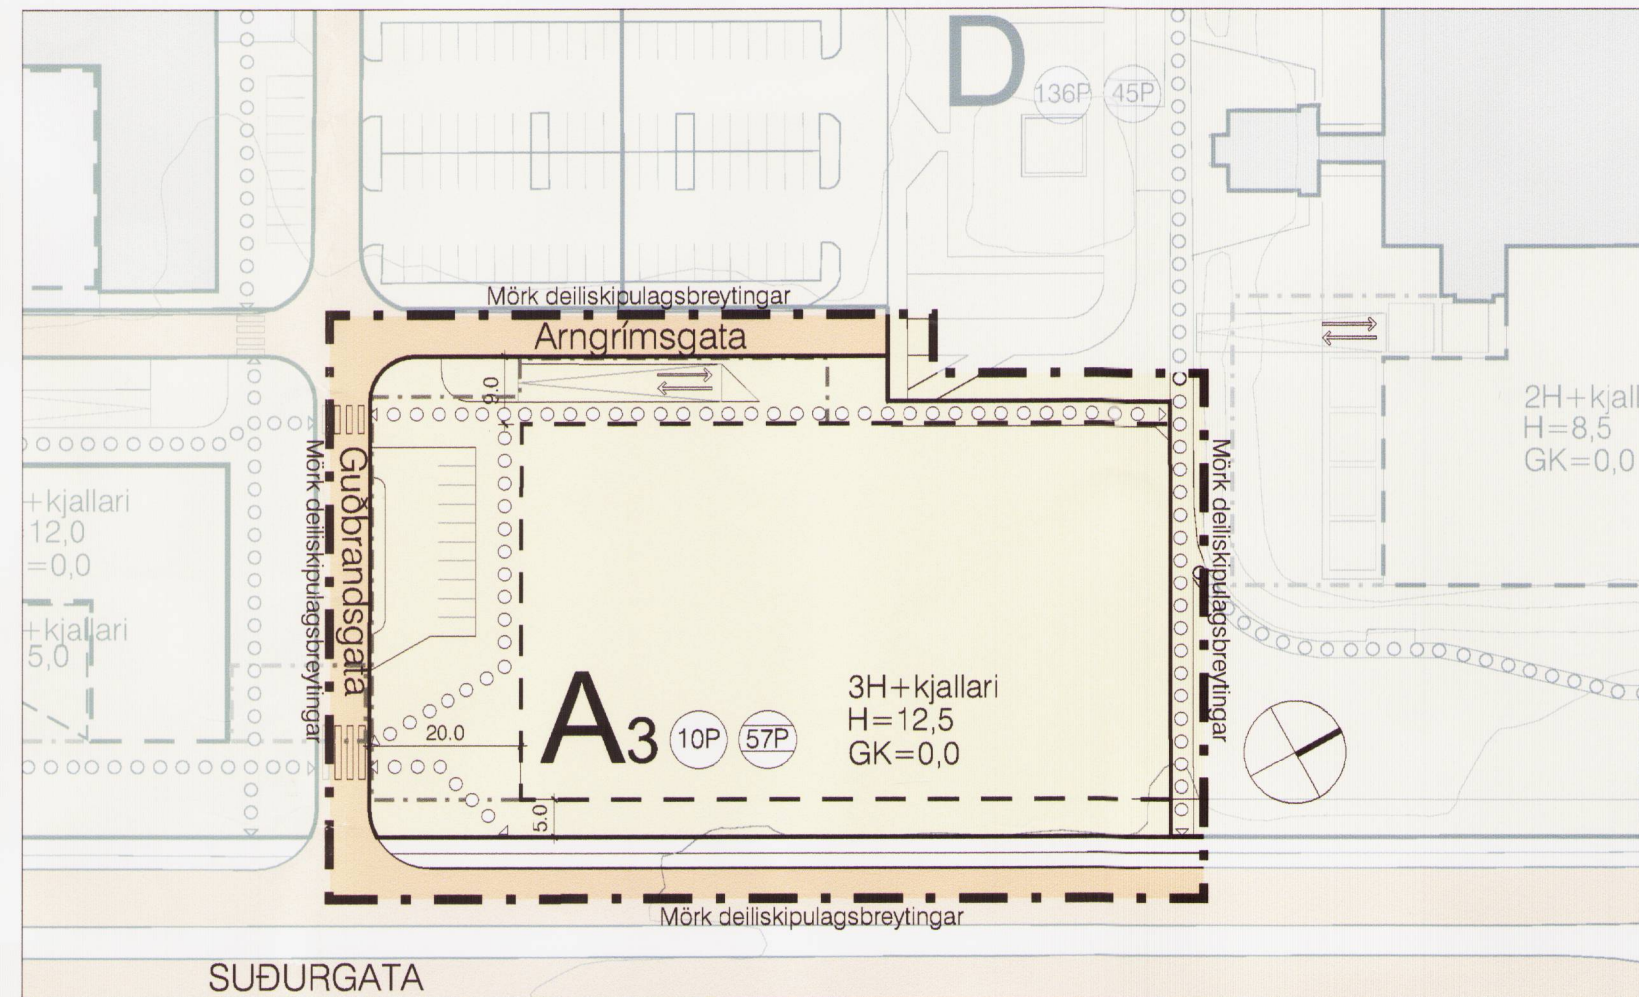 D
136P 45P
Mörk deiliskipulagsbreytingar
Arngrímsgata
9.0
Guðbrandsgata
Mörk deiliskipulagsbreytingar
Mörk deiliskipulagsbreytingar
2H+kjall
H=8,5
GK=0,0
+kjallari
12,0
=0,0
+kjallari
5,0
A3 10P 57P
3H+kjallari
H=12,5
GK=0,0
20.0
5.0
Mörk deiliskipulagsbreytingar
SUÐURGATA